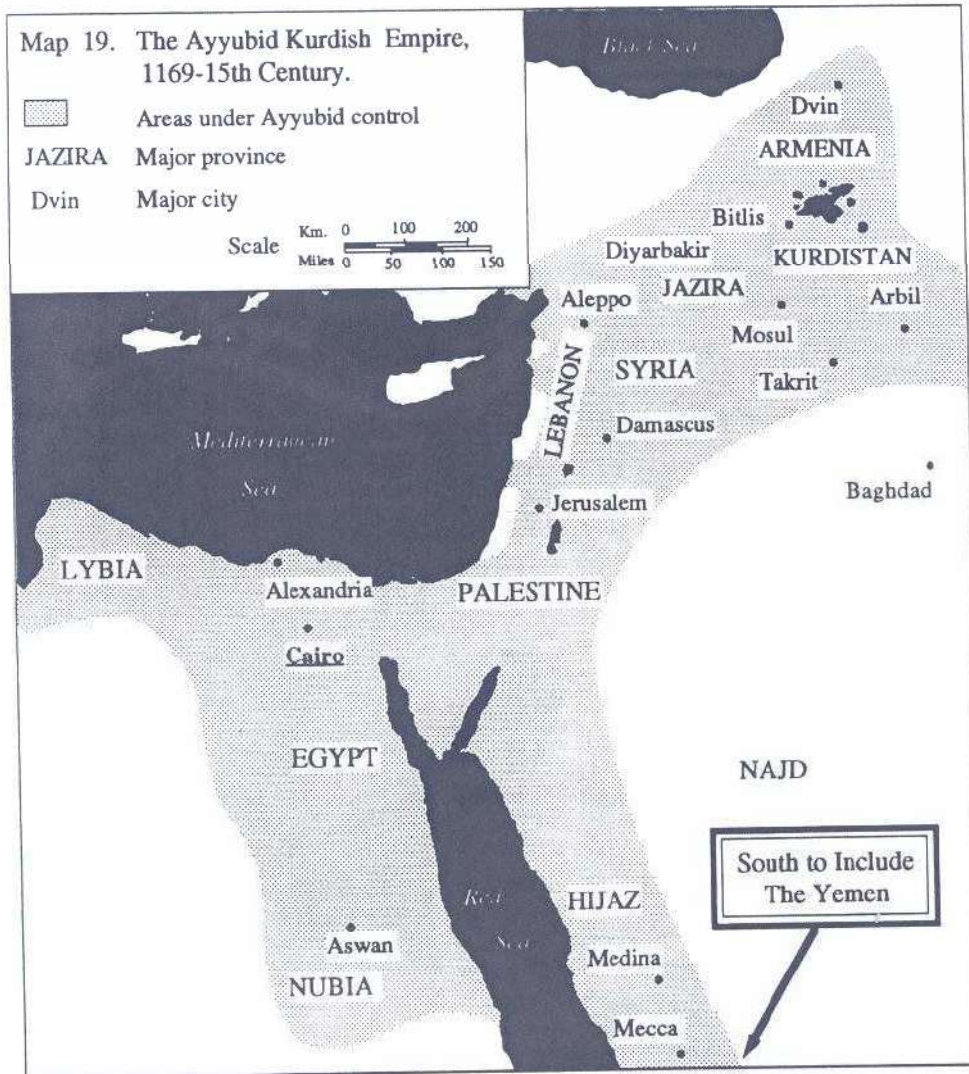 Map 19. The Ayyubid Kurdish Empire,
1169-15th Century.
Areas under Ayyubid control
JAZIRA Major province
Dvin Major city
Scale
Km. 0 100 200
Miles 0 50 100 150
Black Sea
Dvin
ARMENIA
Bitlis
Diyarbakir
KURDISTAN
JAZIRA
Arbil
Aleppo
Mosul
SYRIA
Takrit
LEBANON
Damascus
Mediterranean
Sea
Baghdad
Jerusalem
LYBIA
Alexandria
PALESTINE
Cairo
EGYPT
NAJD
South to Include
The Yemen
Red
Sea
HIJAZ
Aswan
Medina
NUBIA
Mecca